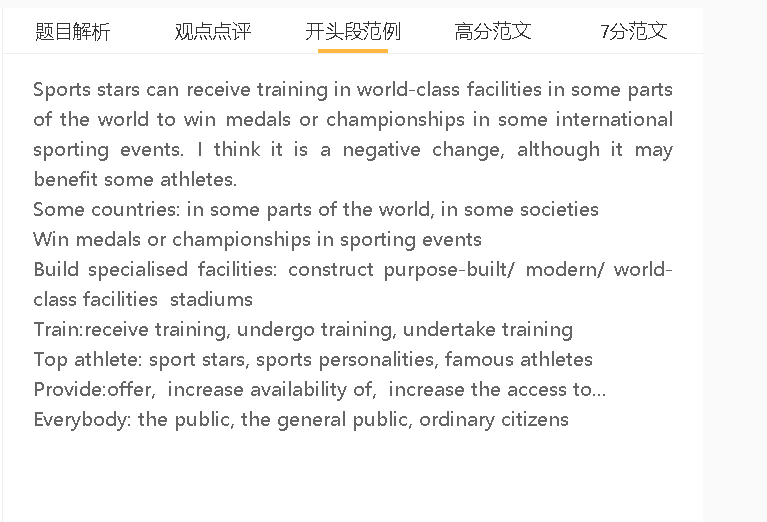 题目解析 观点点评 开头段范例 高分范文 7分范文
Sports stars can receive training in world-class facilities in some parts
of the world to win medals or championships in some international
sporting events. I think it is a negative change, although it may
benefit some athletes.
Some countries: in some parts of the world, in some societies
Win medals or championships in sporting events
Build specialised facilities: construct purpose-built/ modern/ world-
class facilities  stadiums
Train:receive training, undergo training, undertake training
Top athlete: sport stars, sports personalities, famous athletes
Provide:offer,  increase availability of,  increase the access to...
Everybody: the public, the general public, ordinary citizens